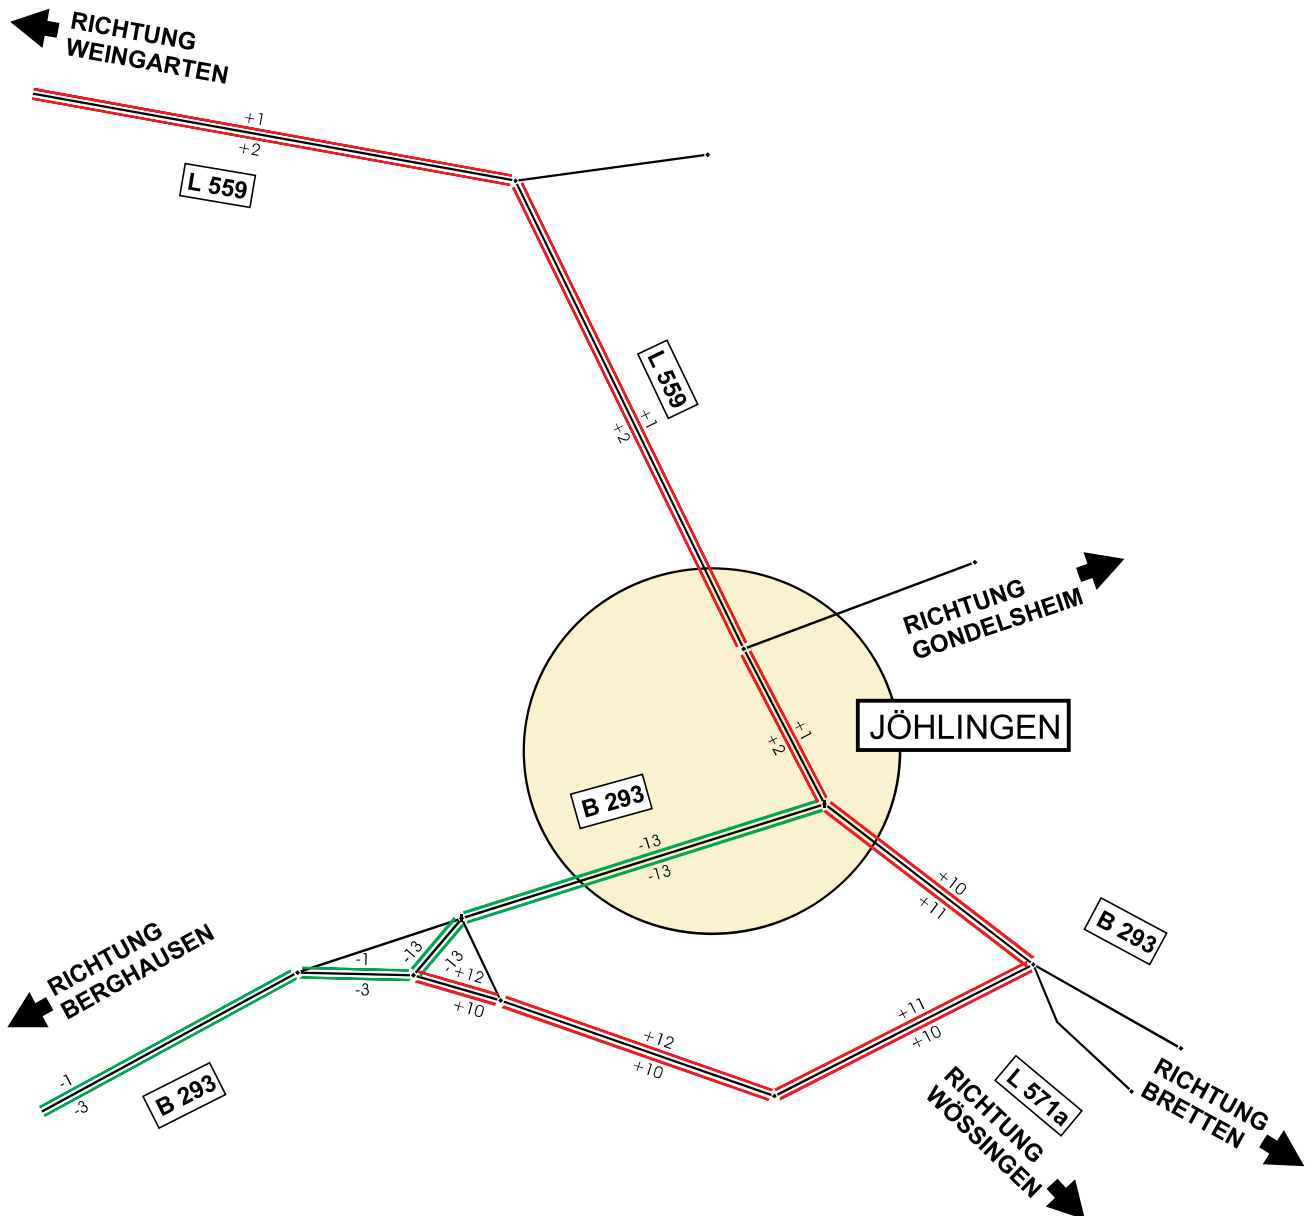 RICHTUNG
WEINGARTEN
+1
+2
L 559
L 559
+1
+2
RICHTUNG
GONDELSHEIM
JÖHLINGEN
+1
+2
B 293
-13
-13
+10
+11
B 293
RICHTUNG
BERGHAUSEN
-1
-3
-13
-13
+12
+10
+12
+10
+11
+10
-1
-3
B 293
L 571a
RICHTUNG
WÖSSINGEN
RICHTUNG
BRETTEN